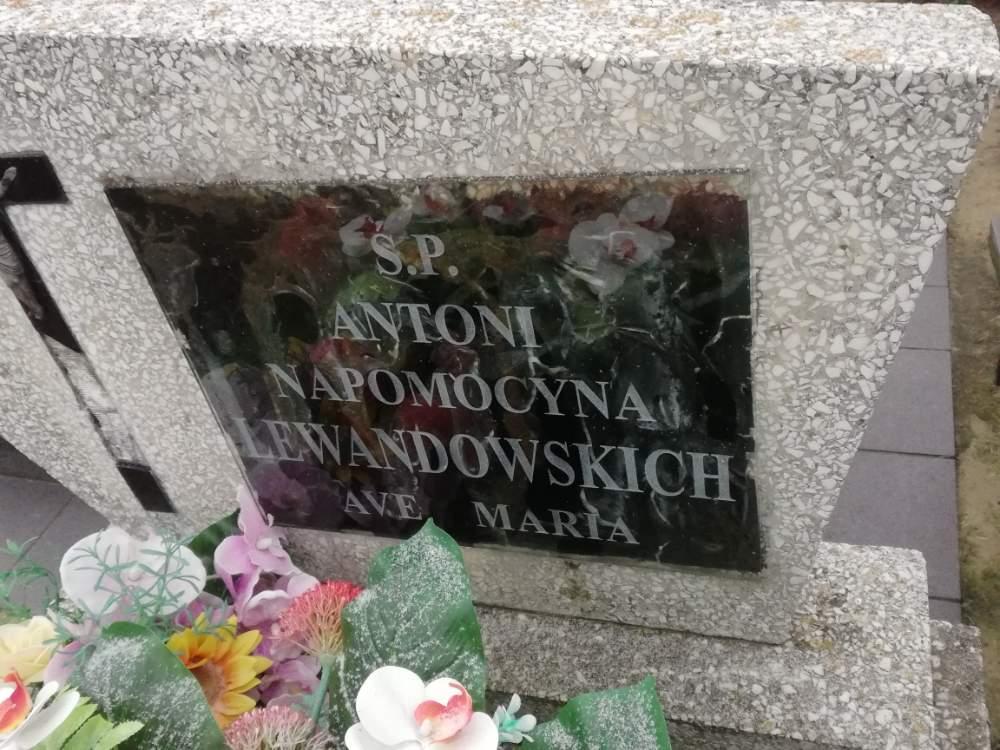 Ś.P.
ANTONI
NAPOMOCYNA
LEWANDOWSKICH
AVE MARIA